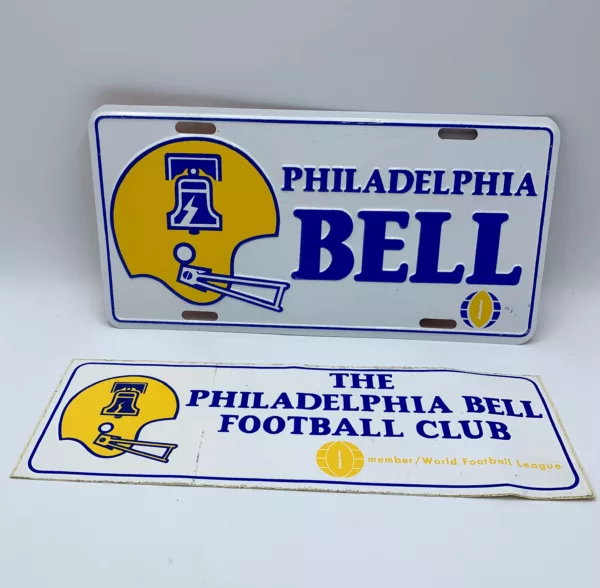 PHILADELPHIA
BELL
THE
PHILADELPHIA BELL
FOOTBALL CLUB
member/World Football League